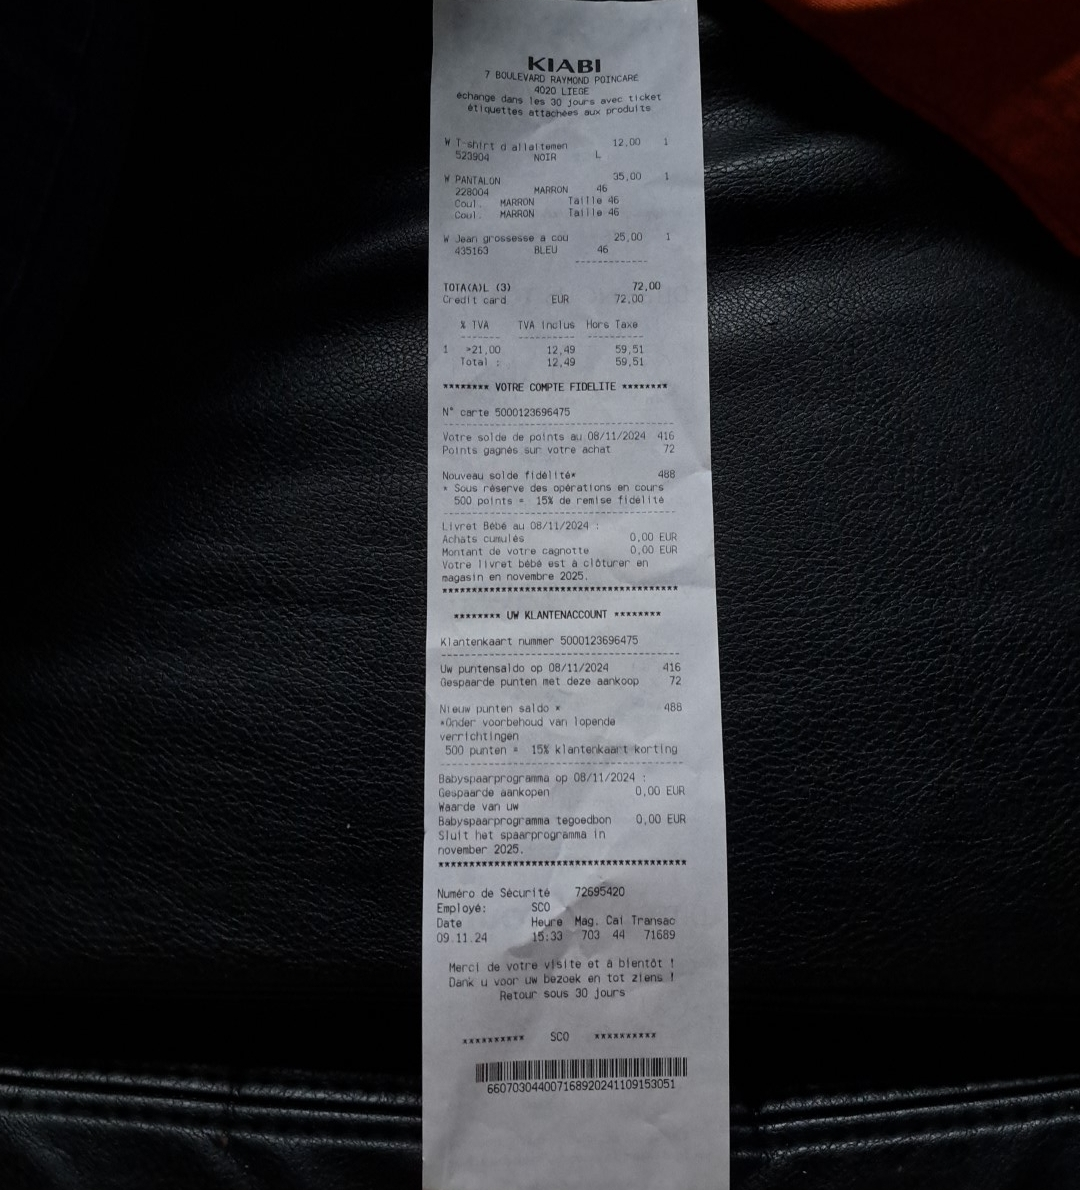 KIABI
7 BOULEVARD RAYMOND POINCARE
4020 LIEGE
échange dans les 30 jours avec ticket
étiquettes attachées aux produits
W T-shirt d allaitemen 12,00 1
523904 NOIR L
W PANTALON 35,00 1
228004 MARRON 46
Coul. MARRON Taille 46
Coul. MARRON Taille 46
W Jean grossesse a cou 25,00 1
435163 BLEU 46
-------------
TOTA(A)L (3) 72,00
Credit card EUR 72,00
% TVA TVA Inclus Hors Taxe
1 >21,00 12,49 59,51
Total : 12,49 59,51
******** VOTRE COMPTE FIDELITE ********
N° carte 5000123696475
Votre solde de points au 08/11/2024 416
Points gagnés sur votre achat 72
Nouveau solde fidélité* 488
* Sous réserve des opérations en cours
500 points = 15% de remise fidélité
Livret Bébé au 08/11/2024 :
Achats cumulés 0,00 EUR
Montant de votre cagnotte 0,00 EUR
Votre livret bébé est à clôturer en
magasin en novembre 2025.
****************************************
******** UW KLANTENACCOUNT ********
Klantenkaart nummer 5000123696475
Uw puntensaldo op 08/11/2024 416
Gespaarde punten met deze aankoop 72
Nieuw punten saldo * 488
*Onder voorbehoud van lopende
verrichtingen
500 punten = 15% klantenkaart korting
Babyspaarprogramma op 08/11/2024 :
Gespaarde aankopen 0,00 EUR
Waarde van uw
Babyspaarprogramma tegoedbon 0,00 EUR
Sluit het spaarprogramma in
november 2025.
****************************************
Numéro de Sécurité 72695420
Employé: SCO
Date Heure Mag. Cai Transac
09.11.24 15:33 703 44 71689
Merci de votre visite et à bientôt !
Dank u voor uw bezoek en tot ziens !
Retour sous 30 jours
********** SCO **********
660703044007168920241109153051